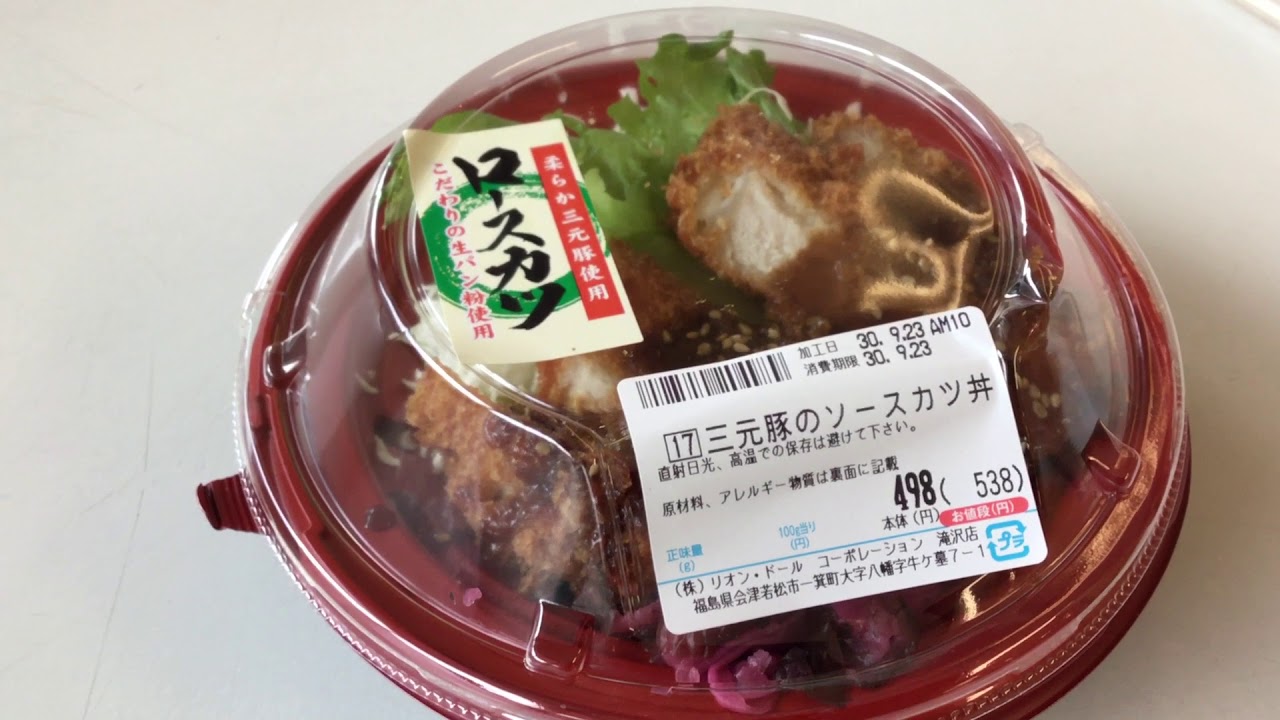 柔らか三元豚使用
ロースカツ
こだわりの生パン粉使用
加工日 30. 9.23 AM10
消費期限 30. 9.23
17 三元豚のソースカツ丼
直射日光、高温での保存は避けて下さい。
原材料、アレルギー物質は裏面に記載
498( 538)
正味量(g) 100g当り(円) 本体(円) お値段(円)
(株)リオン・ドール コーポレーション 滝沢店
福島県会津若松市一箕町大字八幡字牛ケ墓7-1
プラ